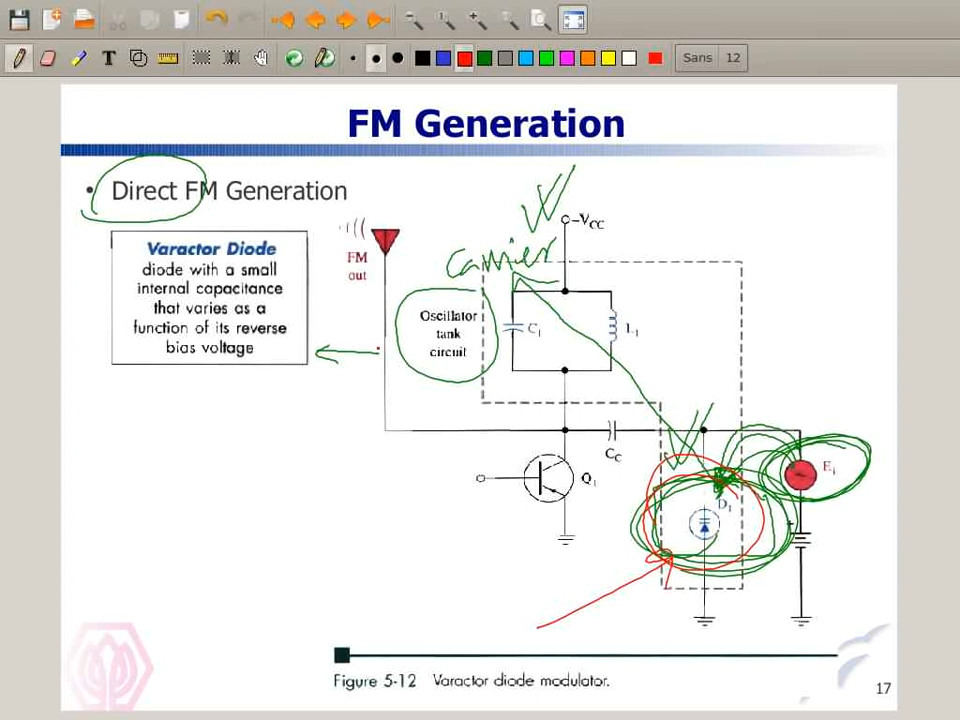 Sans 12
FM Generation
• Direct FM Generation
Varactor Diode
diode with a small
internal capacitance
that varies as a
function of its reverse
bias voltage
FM
out
-VCC
Carrier
Oscillator
tank
circuit
C1
L1
CC
Q1
D1
Ei
+
Figure 5-12 Varactor diode modulator.
17